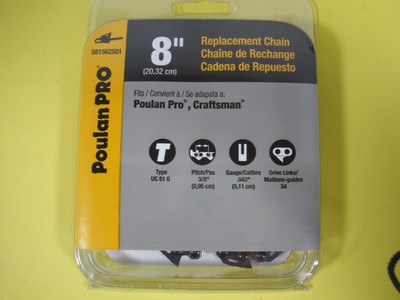 581562501
Poulan PRO
8"
(20,32 cm)
Replacement Chain
Chaîne de Rechange
Cadena de Repuesto
Fits / Convient à / Se adapata a:
Poulan Pro®, Craftsman®
Type
UC 81 G
Pitch/Pas
3/8"
(0,95 cm)
Gauge/Calibre
.043"
(0,11 cm)
Drive Links/
Maillons-guides
34